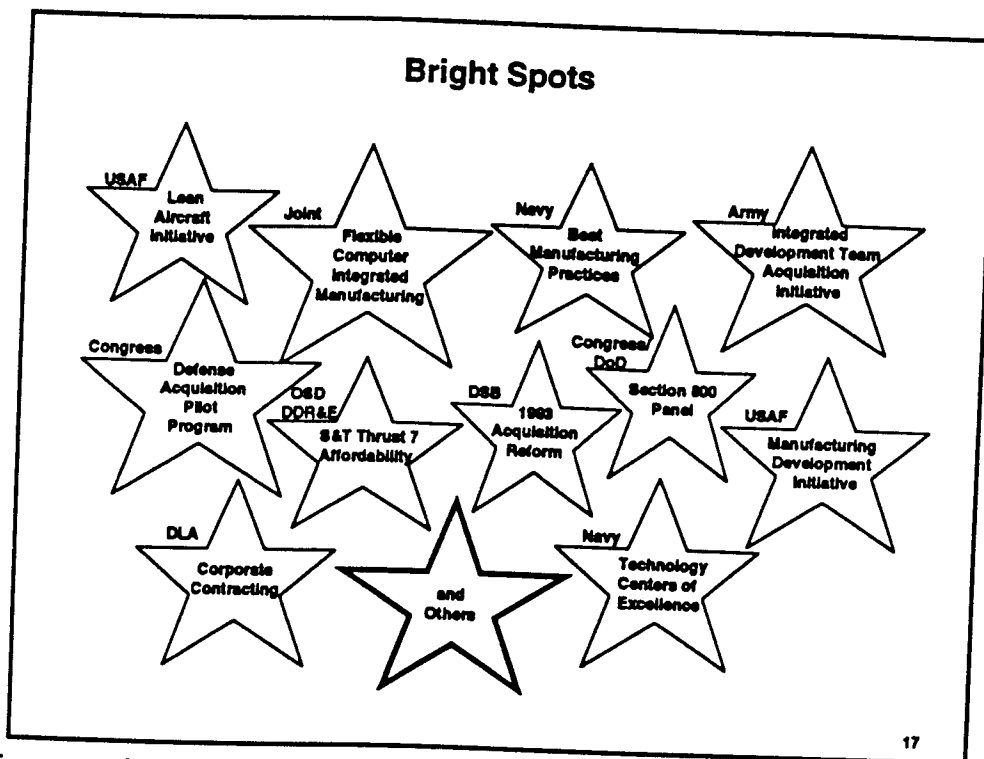 Bright Spots
USAF
Lean
Aircraft
Initiative
Joint
Flexible
Computer
Integrated
Manufacturing
Navy
Best
Manufacturing
Practices
Army
Integrated
Development Team
Acquisition
Initiative
Congress
Defense
Acquisition
Pilot
Program
OSD
DDR&E
S&T Thrust 7
Affordability
DSB
1993
Acquisition
Reform
Congress/
DoD
Section 800
Panel
USAF
Manufacturing
Development
Initiative
DLA
Corporate
Contracting
and
Others
Navy
Technology
Centers of
Excellence
17